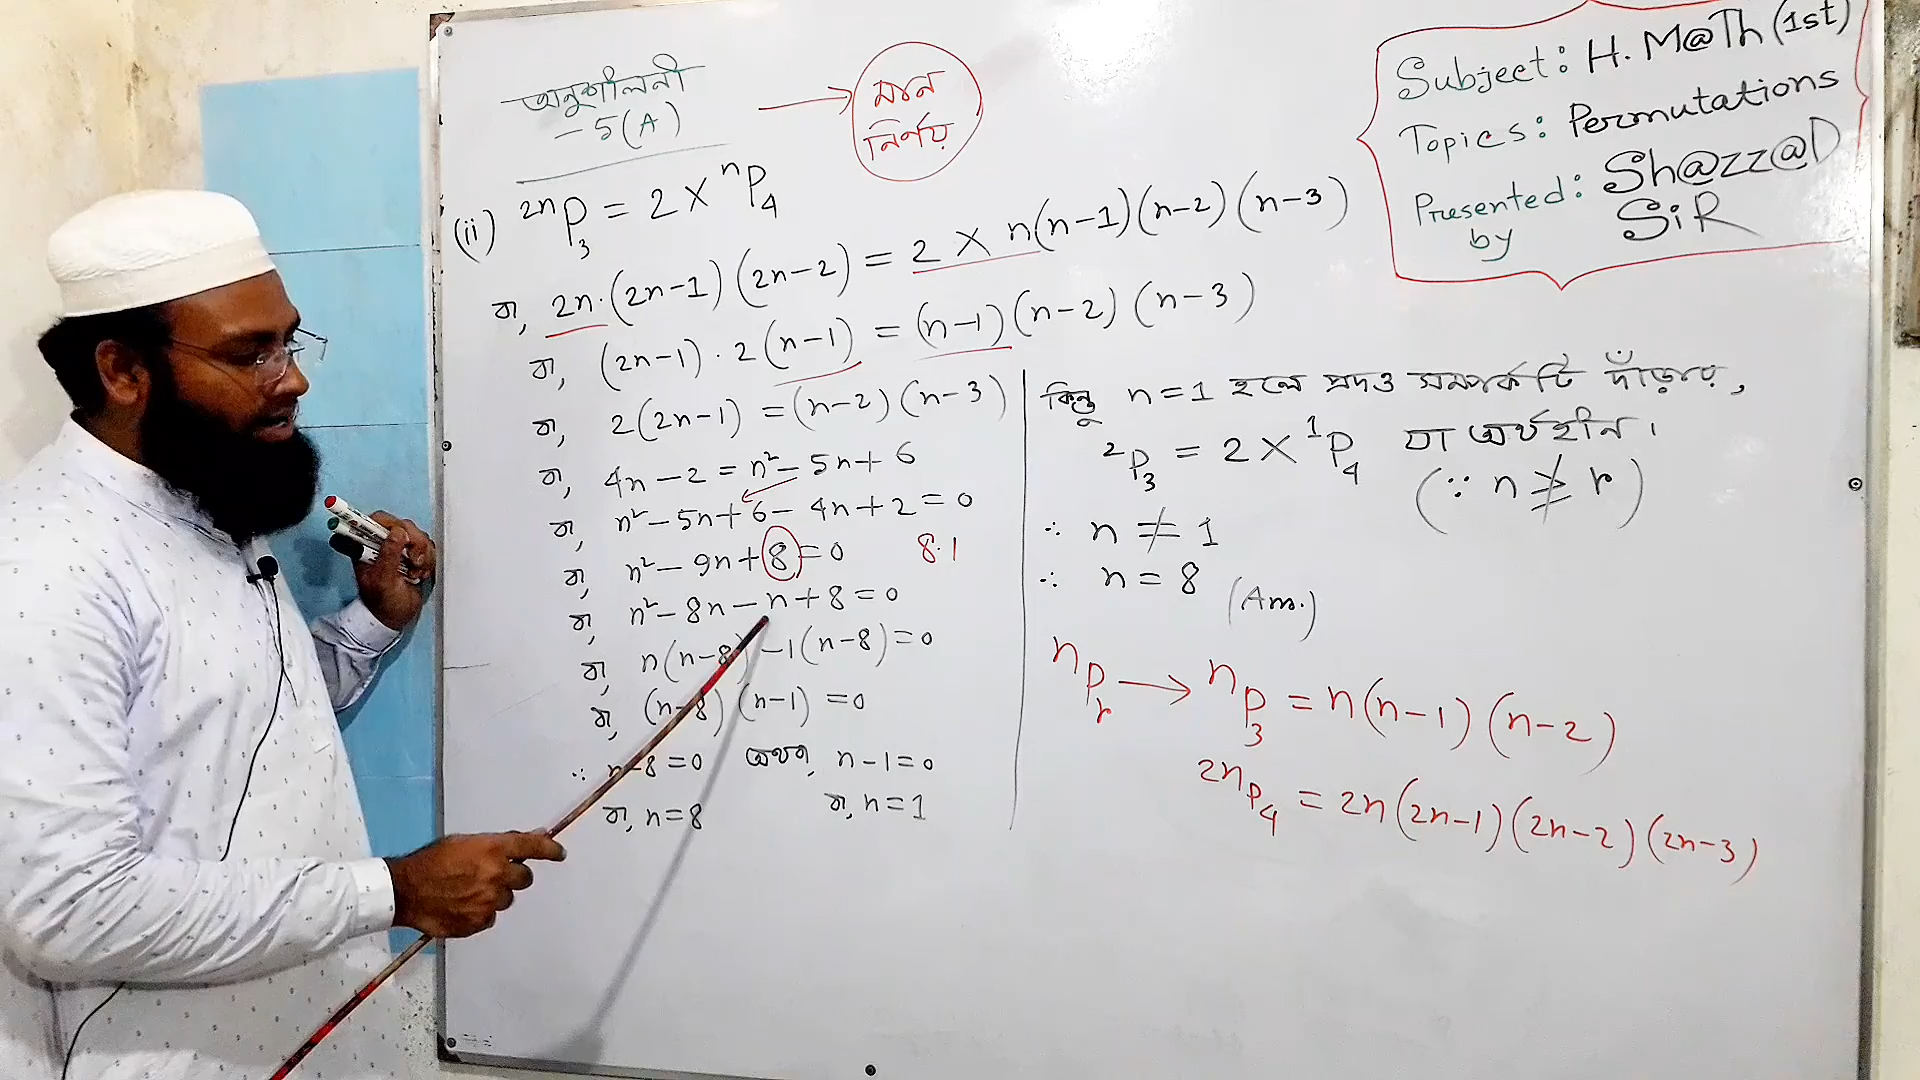 অনুশীলনী
– 5(A)
মান
নির্ণয়
Subject: H. M@Th (1st)
Topics: Permutations
Presented by : Sh@zz@D SiR
(ii) ²ⁿP₃ = 2 × ⁿP₄
বা, 2n.(2n-1)(2n-2) = 2 × n(n-1)(n-2)(n-3)
বা, (2n-1) . 2(n-1) = (n-1)(n-2)(n-3)
বা, 2(2n-1) = (n-2)(n-3)
বা, 4n-2 = n² - 5n + 6
বা, n² - 5n + 6 - 4n + 2 = 0
বা, n² - 9n + 8 = 0 8.1
বা, n² - 8n - n + 8 = 0
বা, n(n-8) -1(n-8) = 0
বা, (n-8)(n-1) = 0
∴ n-8=0 অথবা, n-1=0
বা, n=8 বা, n=1
কিন্তু n=1 হলে প্রদত্ত সম্পর্কটি দাঁড়ায়,
²P₃ = 2 × ¹P₄ যা অর্থহীন।
(∵ n ≱ r)
∴ n ≠ 1
∴ n = 8 (Ans.)
ⁿPᵣ → ⁿP₃ = n(n-1)(n-2)
²ⁿP₄ = 2n(2n-1)(2n-2)(2n-3)